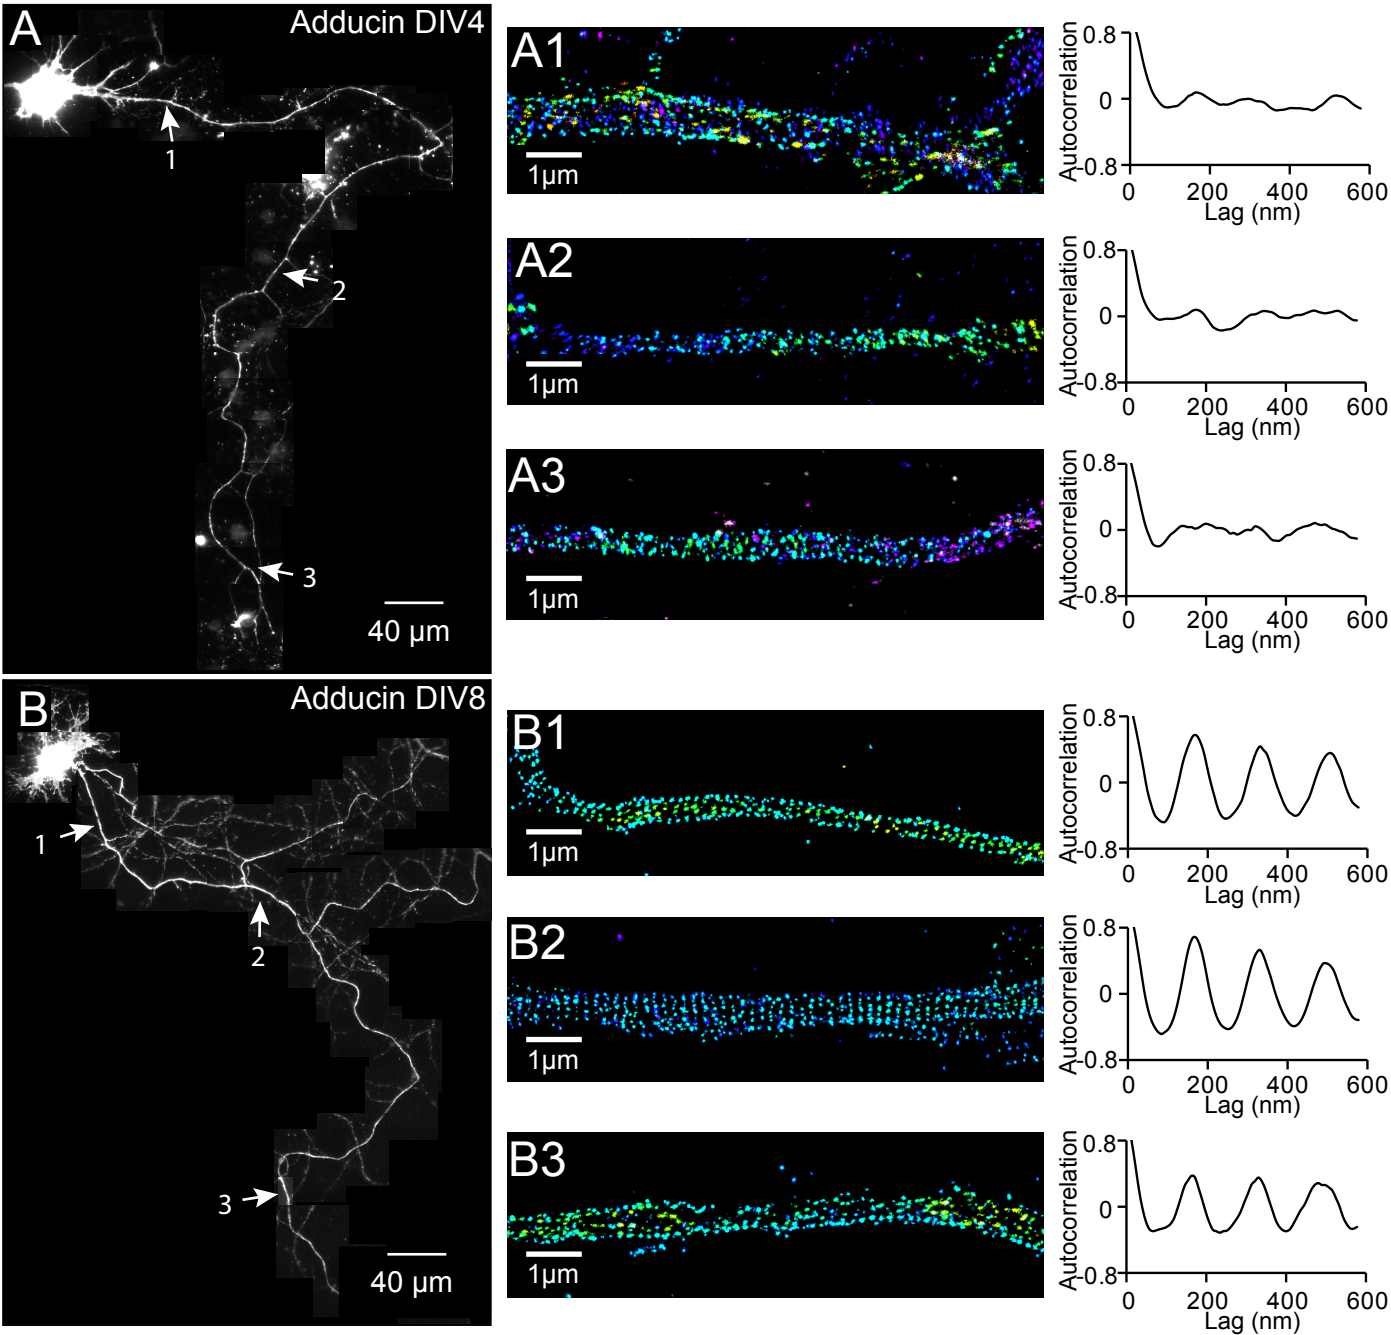 A
Adducin DIV4
1
2
3
40 µm
A1
1µm
Autocorrelation
0.8
0
-0.8
0
200
400
600
Lag (nm)
A2
1µm
Autocorrelation
0.8
0
-0.8
0
200
400
600
Lag (nm)
A3
1µm
Autocorrelation
0.8
0
-0.8
0
200
400
600
Lag (nm)
B
Adducin DIV8
1
2
3
40 µm
B1
1µm
Autocorrelation
0.8
0
-0.8
0
200
400
600
Lag (nm)
B2
1µm
Autocorrelation
0.8
0
-0.8
0
200
400
600
Lag (nm)
B3
1µm
Autocorrelation
0.8
0
-0.8
0
200
400
600
Lag (nm)